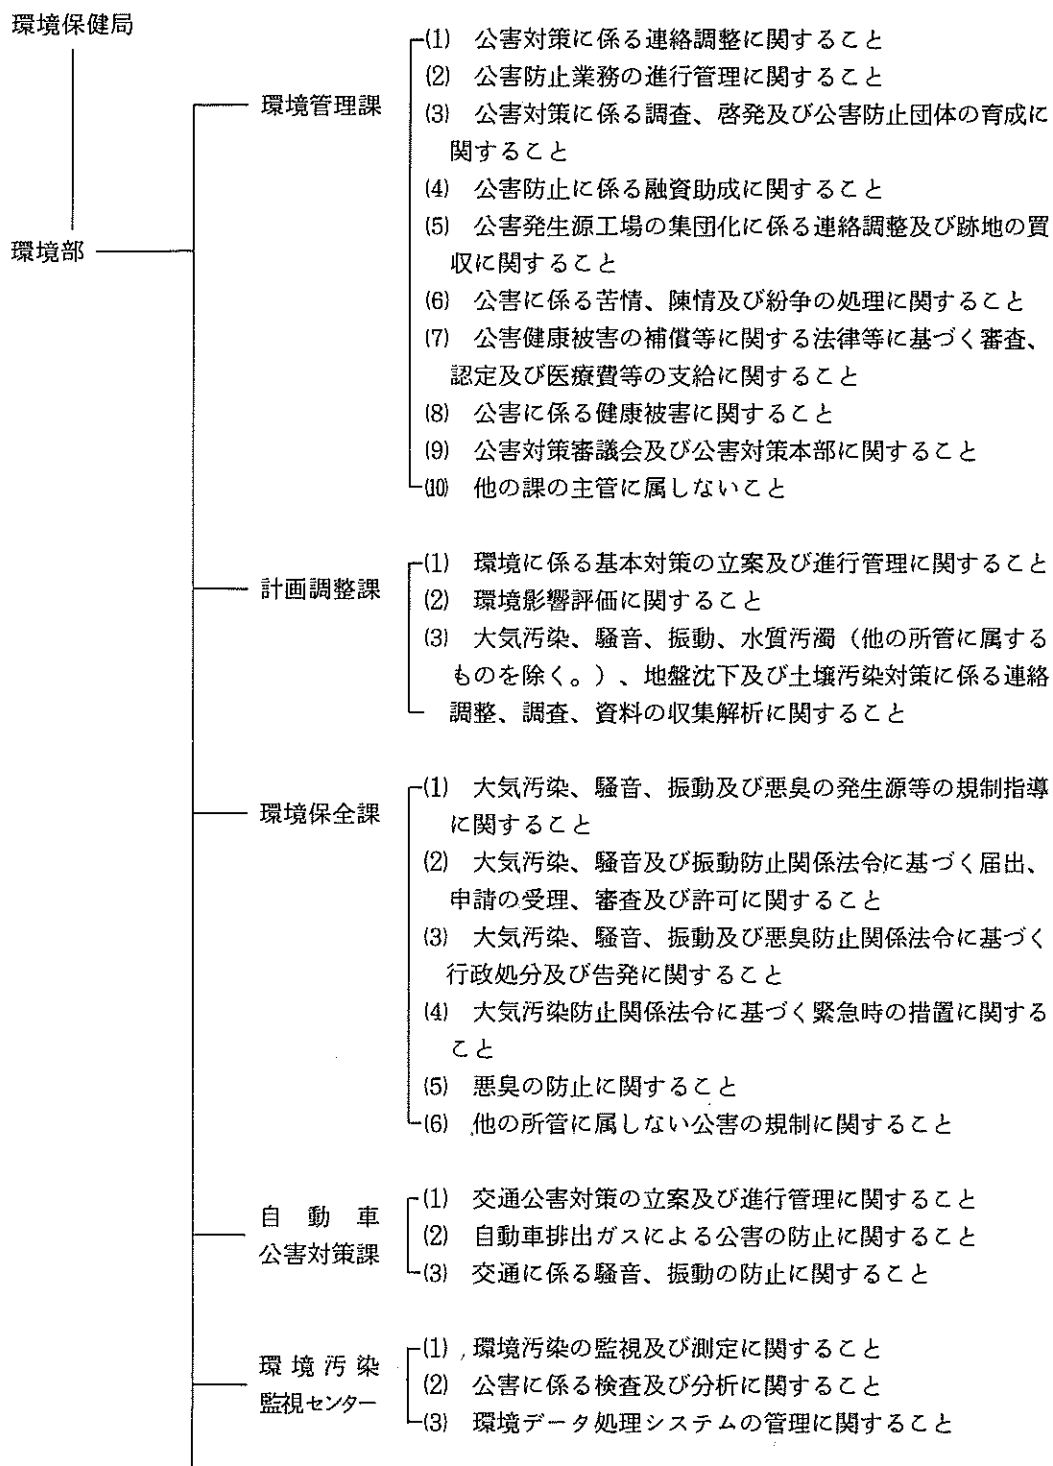 環境保健局
環境部
環境管理課
(1) 公害対策に係る連絡調整に関すること
(2) 公害防止業務の進行管理に関すること
(3) 公害対策に係る調査、啓発及び公害防止団体の育成に
関すること
(4) 公害防止に係る融資助成に関すること
(5) 公害発生源工場の集団化に係る連絡調整及び跡地の買
収に関すること
(6) 公害に係る苦情、陳情及び紛争の処理に関すること
(7) 公害健康被害の補償等に関する法律等に基づく審査、
認定及び医療費等の支給に関すること
(8) 公害に係る健康被害に関すること
(9) 公害対策審議会及び公害対策本部に関すること
(10) 他の課の主管に属しないこと
計画調整課
(1) 環境に係る基本対策の立案及び進行管理に関すること
(2) 環境影響評価に関すること
(3) 大気汚染、騒音、振動、水質汚濁（他の所管に属する
ものを除く。）、地盤沈下及び土壌汚染対策に係る連絡
調整、調査、資料の収集解析に関すること
環境保全課
(1) 大気汚染、騒音、振動及び悪臭の発生源等の規制指導
に関すること
(2) 大気汚染、騒音及び振動防止関係法令に基づく届出、
申請の受理、審査及び許可に関すること
(3) 大気汚染、騒音、振動及び悪臭防止関係法令に基づく
行政処分及び告発に関すること
(4) 大気汚染防止関係法令に基づく緊急時の措置に関する
こと
(5) 悪臭の防止に関すること
(6) 他の所管に属しない公害の規制に関すること
自動車
公害対策課
(1) 交通公害対策の立案及び進行管理に関すること
(2) 自動車排出ガスによる公害の防止に関すること
(3) 交通に係る騒音、振動の防止に関すること
環境汚染
監視センター
(1) 環境汚染の監視及び測定に関すること
(2) 公害に係る検査及び分析に関すること
(3) 環境データ処理システムの管理に関すること